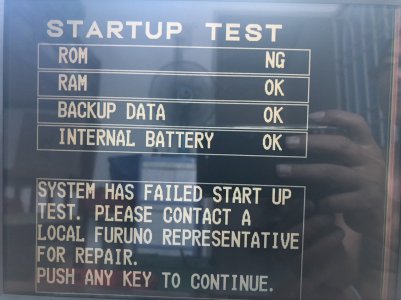 STARTUP TEST
ROM NG
RAM OK
BACKUP DATA OK
INTERNAL BATTERY OK
SYSTEM HAS FAILED START UP
TEST. PLEASE CONTACT A
LOCAL FURUNO REPRESENTATIVE
FOR REPAIR.
PUSH ANY KEY TO CONTINUE.